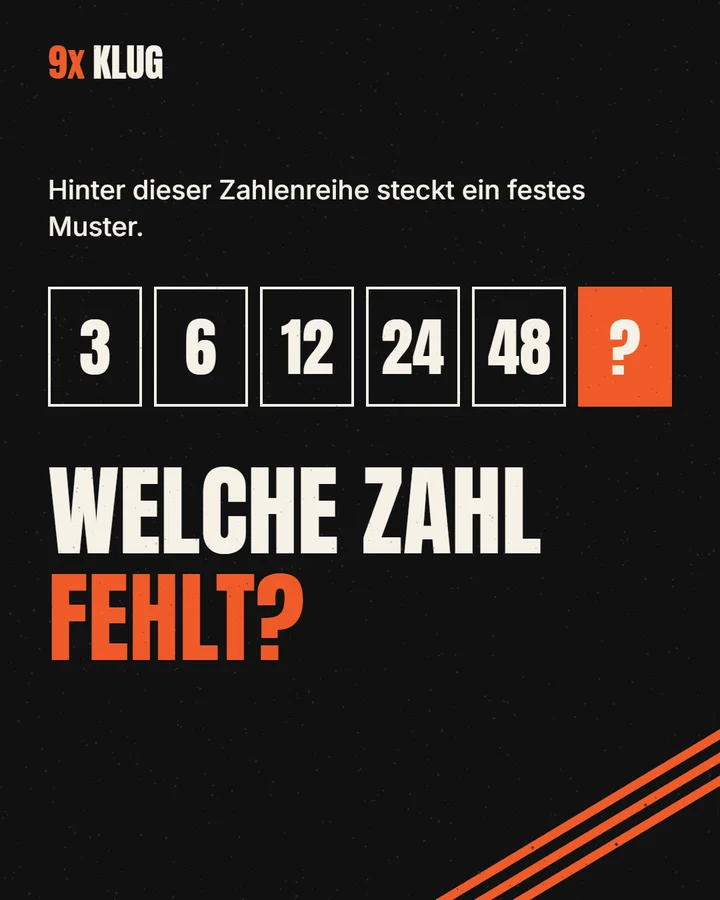 9x KLUG
Hinter dieser Zahlenreihe steckt ein festes
Muster.
3 6 12 24 48 ?
WELCHE ZAHL
FEHLT?